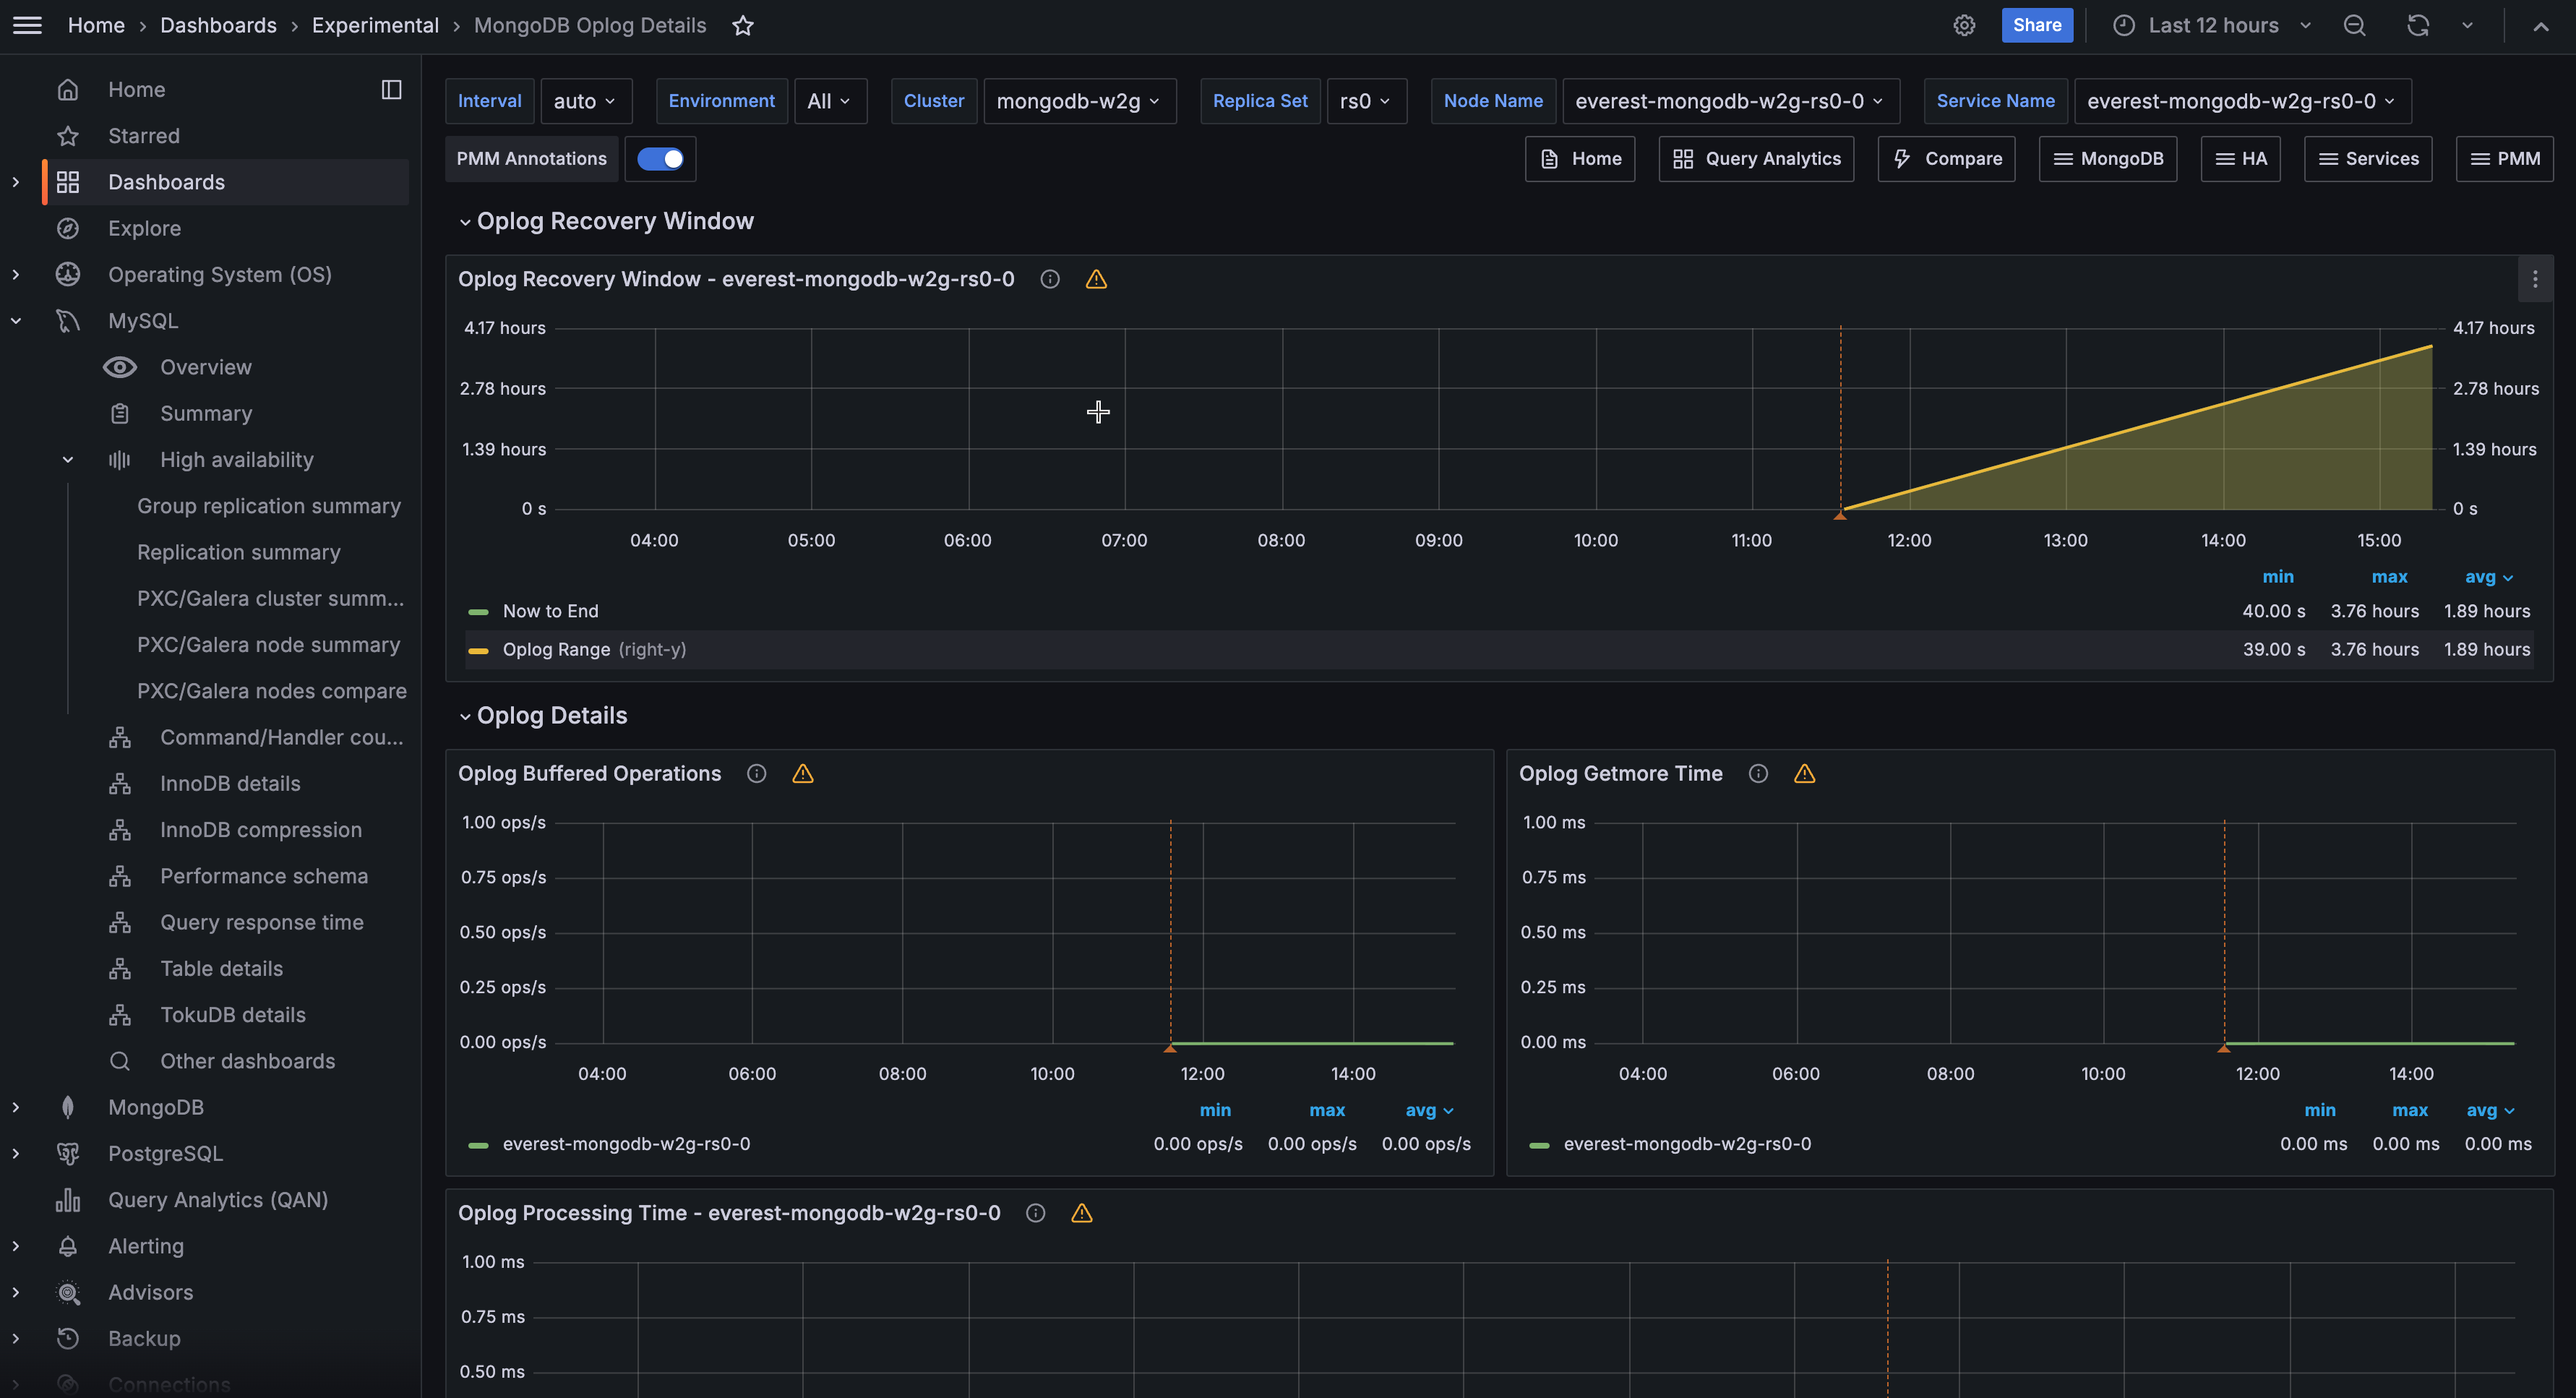 Home › Dashboards › Experimental › MongoDB Oplog Details
Share
Last 12 hours
Home
Starred
Dashboards
Explore
Operating System (OS)
MySQL
Overview
Summary
High availability
Group replication summary
Replication summary
PXC/Galera cluster summ...
PXC/Galera node summary
PXC/Galera nodes compare
Command/Handler cou...
InnoDB details
InnoDB compression
Performance schema
Query response time
Table details
TokuDB details
Other dashboards
MongoDB
PostgreSQL
Query Analytics (QAN)
Alerting
Advisors
Backup
Connections
Interval auto Environment All Cluster mongodb-w2g Replica Set rs0 Node Name everest-mongodb-w2g-rs0-0 Service Name everest-mongodb-w2g-rs0-0
PMM Annotations Home Query Analytics Compare MongoDB HA Services PMM
Oplog Recovery Window
Oplog Recovery Window - everest-mongodb-w2g-rs0-0
4.17 hours 4.17 hours
2.78 hours 2.78 hours
1.39 hours 1.39 hours
0 s 0 s
04:00 05:00 06:00 07:00 08:00 09:00 10:00 11:00 12:00 13:00 14:00 15:00
min max avg
Now to End 40.00 s 3.76 hours 1.89 hours
Oplog Range (right-y) 39.00 s 3.76 hours 1.89 hours
Oplog Details
Oplog Buffered Operations
1.00 ops/s
0.75 ops/s
0.50 ops/s
0.25 ops/s
0.00 ops/s
04:00 06:00 08:00 10:00 12:00 14:00
min max avg
everest-mongodb-w2g-rs0-0 0.00 ops/s 0.00 ops/s 0.00 ops/s
Oplog Getmore Time
1.00 ms
0.75 ms
0.50 ms
0.25 ms
0.00 ms
04:00 06:00 08:00 10:00 12:00 14:00
min max avg
everest-mongodb-w2g-rs0-0 0.00 ms 0.00 ms 0.00 ms
Oplog Processing Time - everest-mongodb-w2g-rs0-0
1.00 ms
0.75 ms
0.50 ms